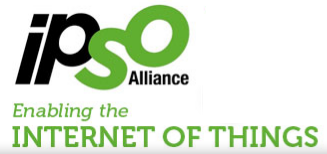 ipso
Alliance
Enabling the
INTERNET OF THINGS